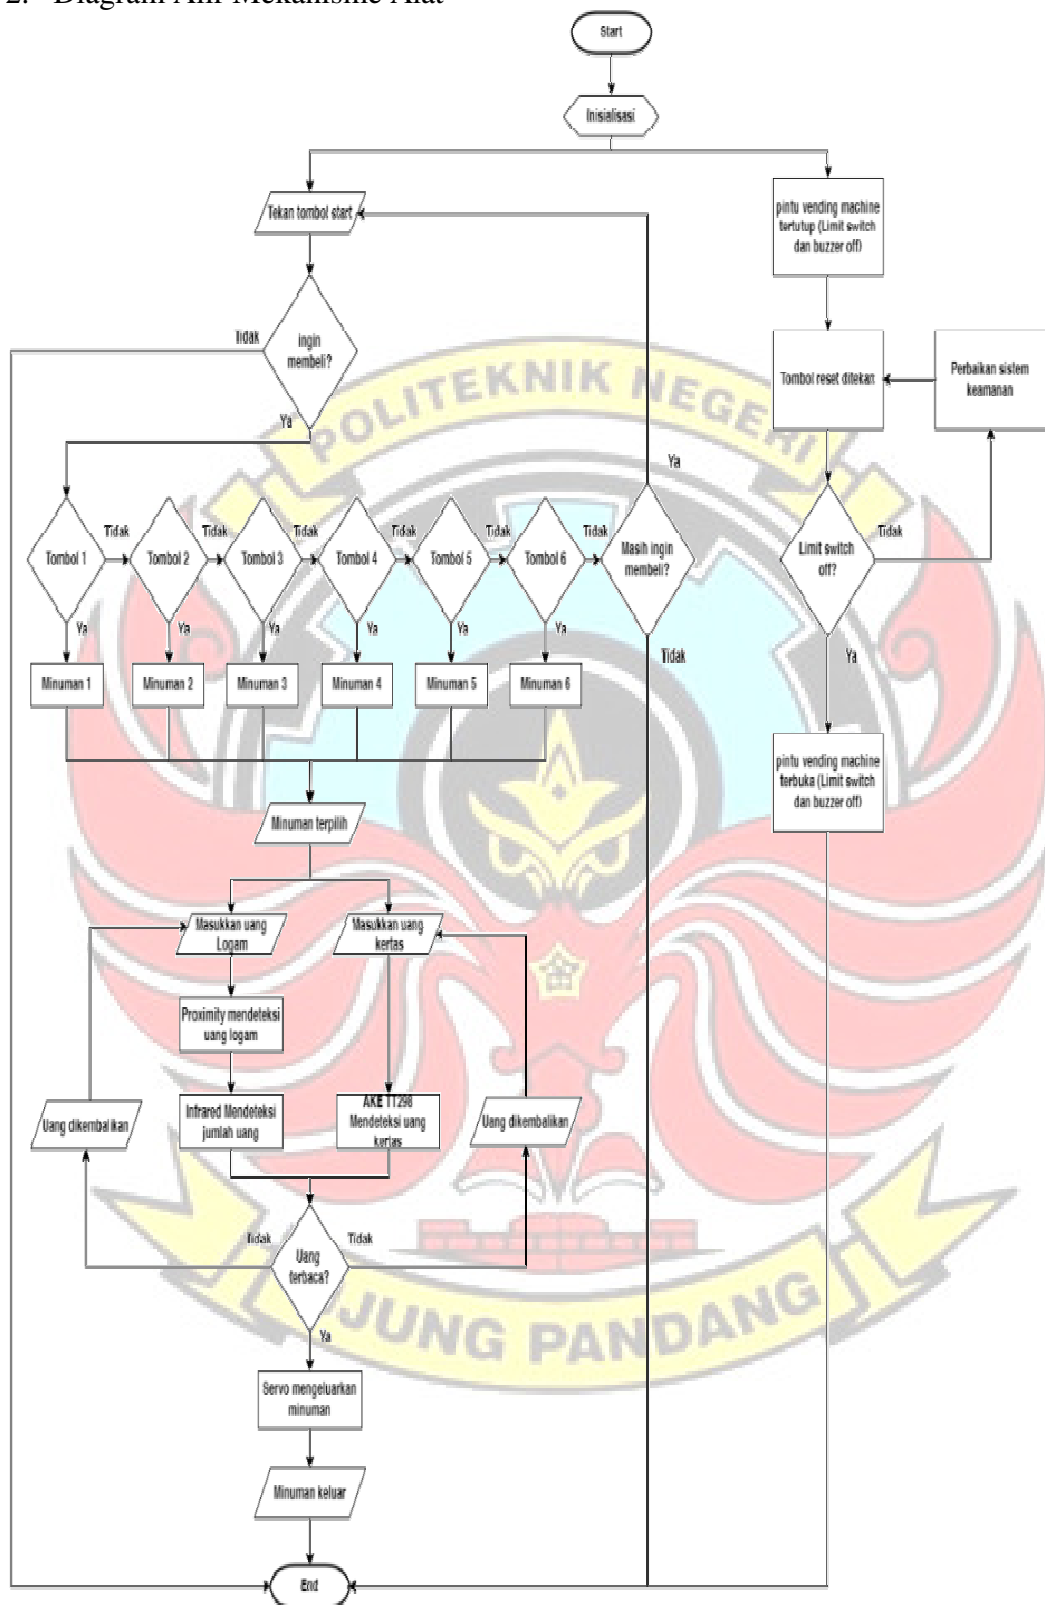 2. Diagram Alir Mekanisme Alat
Start
Inisialisasi
Tekan tombol start
pintu vending machine
tertutup (Limit switch
dan buzzer off)
Tidak
ingin
membeli?
Ya
Tombol reset ditekan
Perbaikan sistem
keamanan
POLITEKNIK NEGERI
Ya
Tombol 1
Tidak
Tombol 2
Tidak
Tombol 3
Tidak
Tombol 4
Tidak
Tombol 5
Tidak
Tombol 6
Tidak
Masih ingin
membeli?
Limit switch
off?
Tidak
Ya
Ya
Ya
Ya
Ya
Ya
Tidak
Ya
Minuman 1
Minuman 2
Minuman 3
Minuman 4
Minuman 5
Minuman 6
pintu vending machine
terbuka (Limit switch
dan buzzer off)
Minuman terpilih
Masukkan uang
Logam
Masukkan uang
kertas
Proximity mendeteksi
uang logam
Uang dikembalikan
Infrared Mendeteksi
jumlah uang
AKE TT298
Mendeteksi uang
kertas
Uang dikembalikan
Tidak
Tidak
Uang
terbaca?
Ya
UJUNG PANDANG
Servo mengeluarkan
minuman
Minuman keluar
End